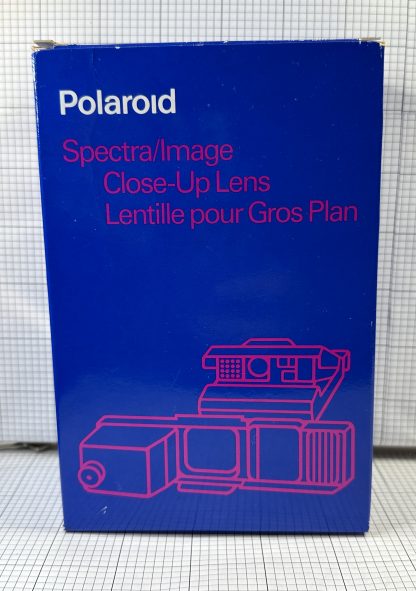 Polaroid
Spectra/Image
Close-Up Lens
Lentille pour Gros Plan